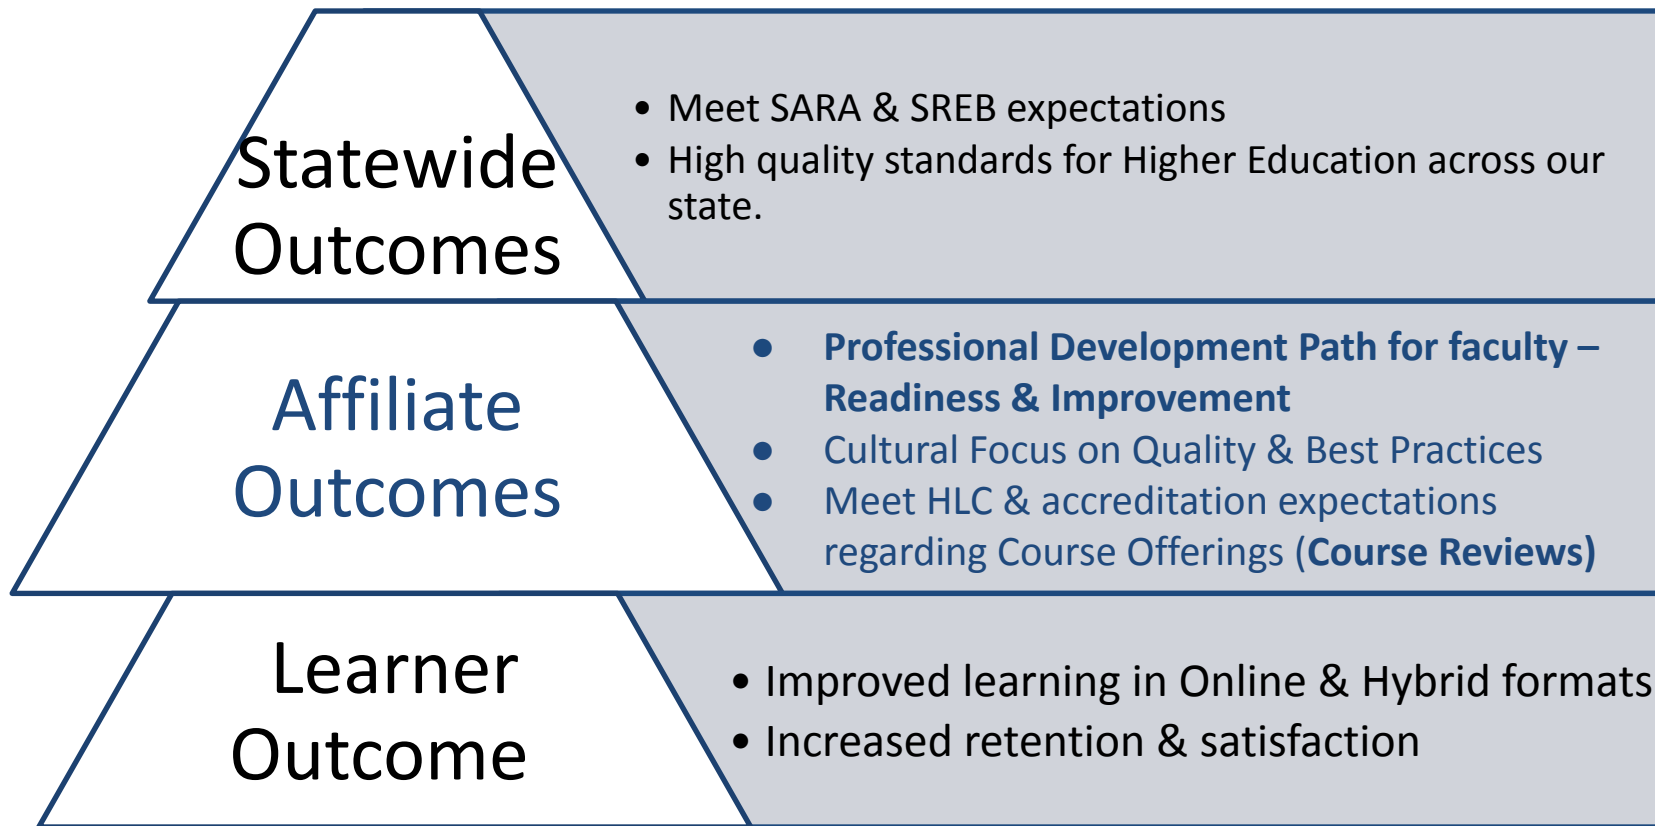 Statewide
Outcomes
• Meet SARA & SREB expectations
• High quality standards for Higher Education across our
state.
Affiliate
Outcomes
● Professional Development Path for faculty –
Readiness & Improvement
● Cultural Focus on Quality & Best Practices
● Meet HLC & accreditation expectations
regarding Course Offerings (Course Reviews)
Learner
Outcome
• Improved learning in Online & Hybrid formats
• Increased retention & satisfaction